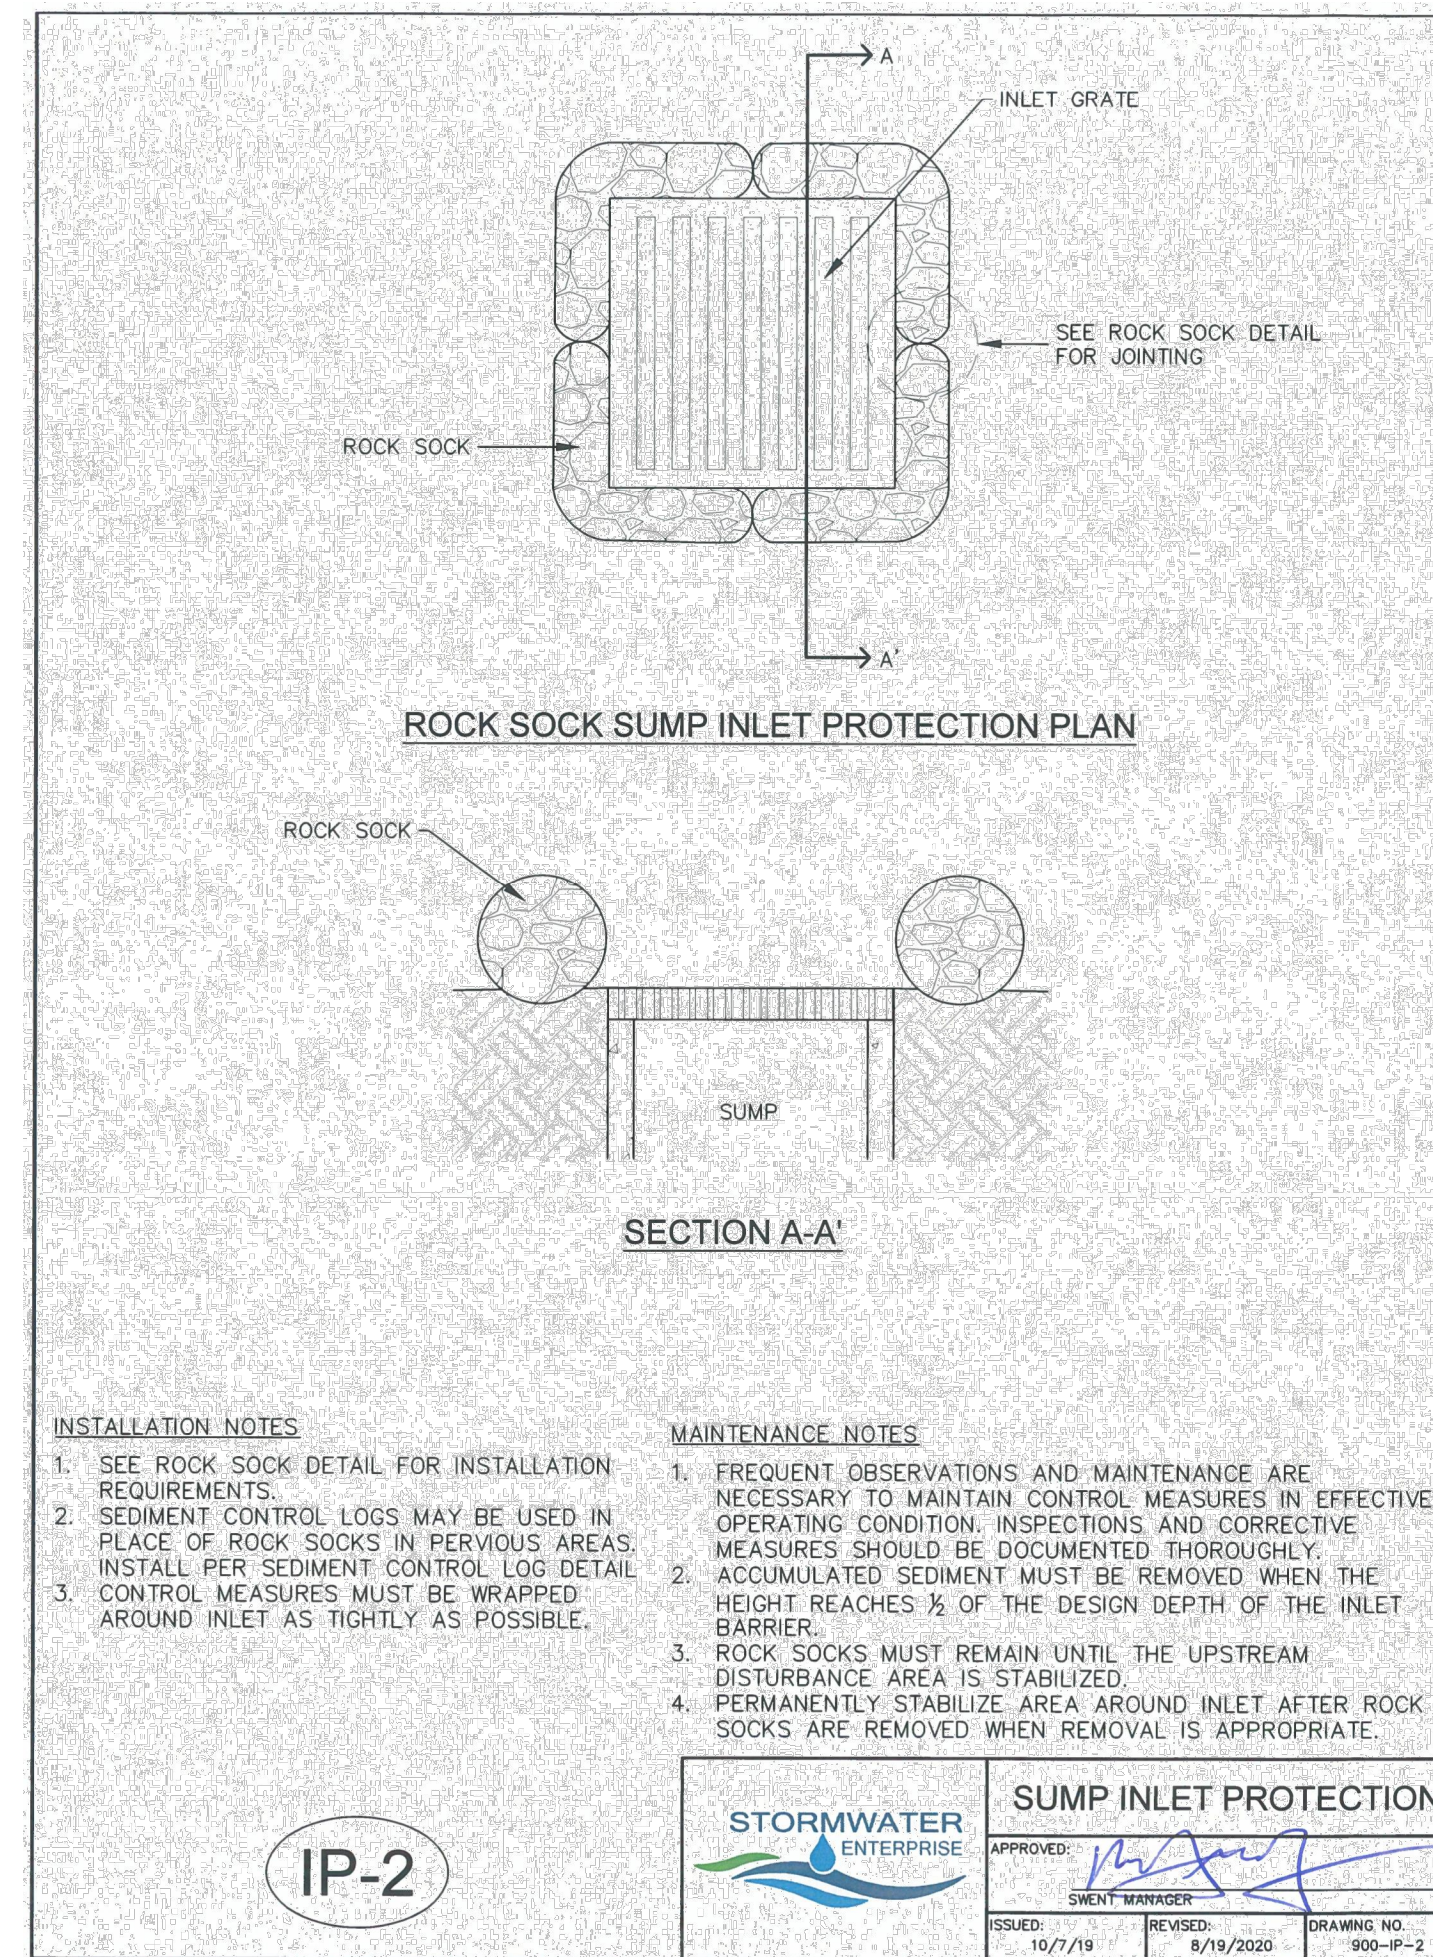 A
INLET GRATE
SEE ROCK SOCK DETAIL
FOR JOINTING
ROCK SOCK
A'
ROCK SOCK SUMP INLET PROTECTION PLAN
ROCK SOCK
SUMP
SECTION A-A'
INSTALLATION NOTES
1. SEE ROCK SOCK DETAIL FOR INSTALLATION
REQUIREMENTS.
2. SEDIMENT CONTROL LOGS MAY BE USED IN
PLACE OF ROCK SOCKS IN PERVIOUS AREAS.
INSTALL PER SEDIMENT CONTROL LOG DETAIL
3. CONTROL MEASURES MUST BE WRAPPED
AROUND INLET AS TIGHTLY AS POSSIBLE.
MAINTENANCE NOTES
1. FREQUENT OBSERVATIONS AND MAINTENANCE ARE
NECESSARY TO MAINTAIN CONTROL MEASURES IN EFFECTIVE
OPERATING CONDITION. INSPECTIONS AND CORRECTIVE
MEASURES SHOULD BE DOCUMENTED THOROUGHLY.
2. ACCUMULATED SEDIMENT MUST BE REMOVED WHEN THE
HEIGHT REACHES ½ OF THE DESIGN DEPTH OF THE INLET
BARRIER.
3. ROCK SOCKS MUST REMAIN UNTIL THE UPSTREAM
DISTURBANCE AREA IS STABILIZED.
4. PERMANENTLY STABILIZE AREA AROUND INLET AFTER ROCK
SOCKS ARE REMOVED WHEN REMOVAL IS APPROPRIATE.
IP-2
STORMWATER
ENTERPRISE
SUMP INLET PROTECTION
APPROVED:
SWENT MANAGER
ISSUED:
10/7/19
REVISED:
8/19/2020
DRAWING NO.
900-IP-2